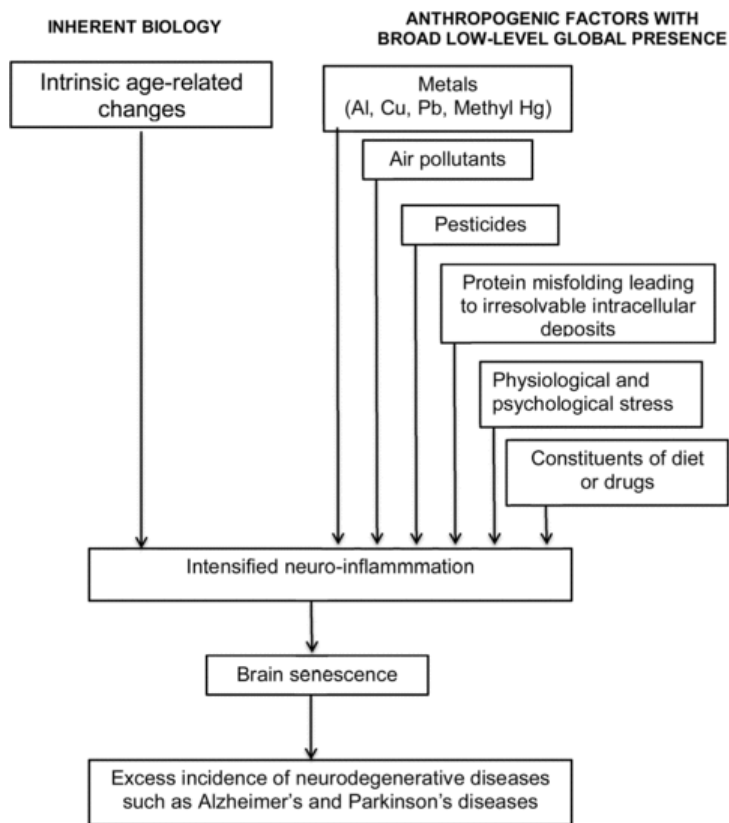 INHERENT BIOLOGY
ANTHROPOGENIC FACTORS WITH
BROAD LOW-LEVEL GLOBAL PRESENCE
Intrinsic age-related
changes
Metals
(Al, Cu, Pb, Methyl Hg)
Air pollutants
Pesticides
Protein misfolding leading
to irresolvable intracellular
deposits
Physiological and
psychological stress
Constituents of diet
or drugs
Intensified neuro-inflammmation
Brain senescence
Excess incidence of neurodegenerative diseases
such as Alzheimer's and Parkinson's diseases